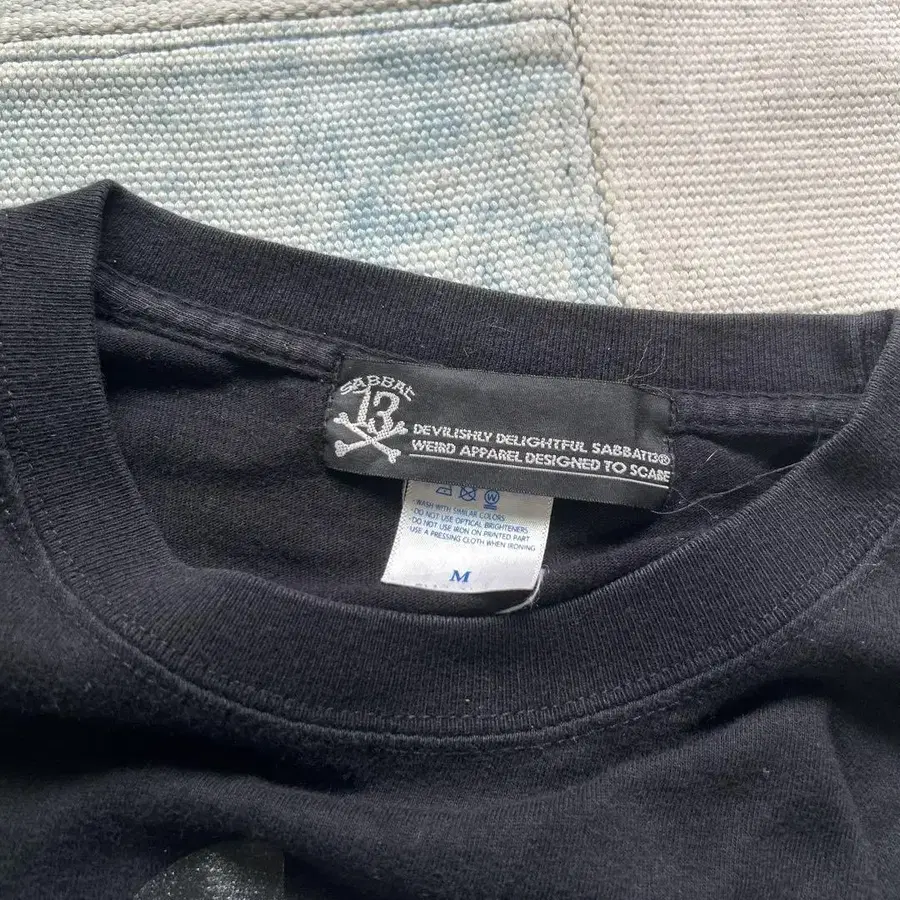 SABBAT
13
DEVILISHLY DELIGHTFUL SABBAT13®
WEIRD APPAREL DESIGNED TO SCARE
W
·WASH WITH SIMILAR COLORS
·DO NOT USE OPTICAL BRIGHTENERS
·DO NOT USE IRON ON PRINTED PART
USE A PRESSING CLOTH WHEN IRONING
M